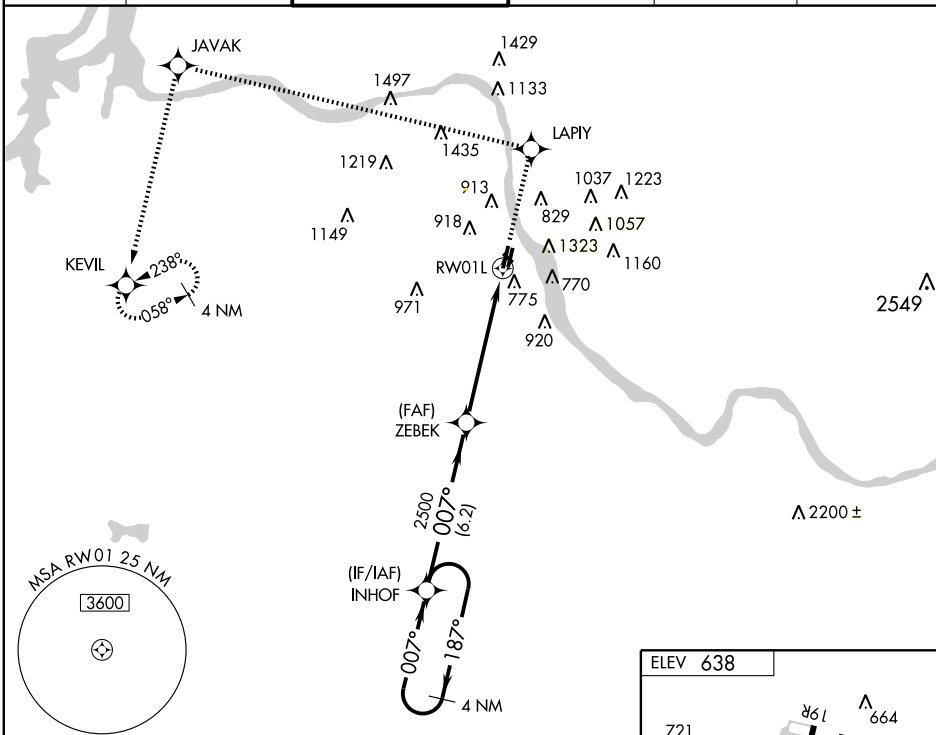 JAVAK
1429
1497
1133
LAPIY
1435
1219
1037
1223
913
829
1057
918
1149
1323
1160
KEVIL
238°
RW01L
058°
4 NM
971
775
770
2549
920
(FAF)
ZEBEK
2500
007°
(6.2)
2200 ±
MSA RW01 25 NM
3600
(IF/IAF)
INHOF
007°
187°
4 NM
ELEV 638
19R
664
721